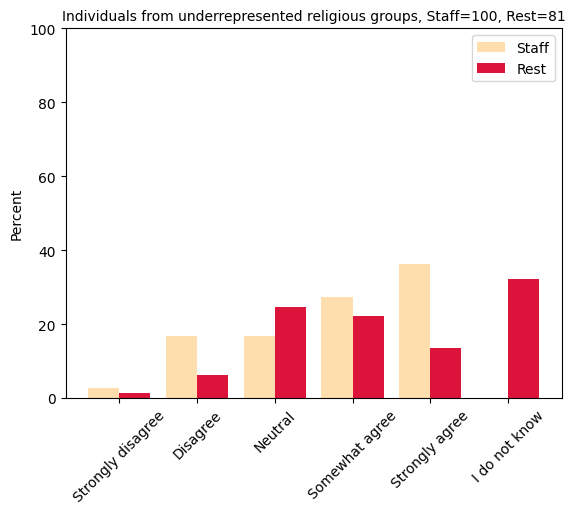 Individuals from underrepresented religious groups, Staff=100, Rest=81
Staff
Rest
Percent
100
80
60
40
20
0
Strongly disagree
Disagree
Neutral
Somewhat agree
Strongly agree
I do not know